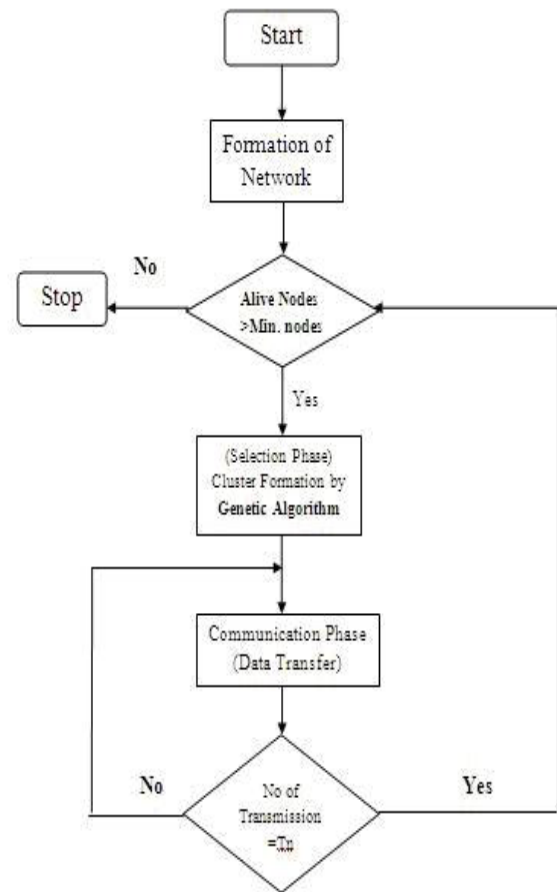 Start
Formation of
Network
No
Stop
Alive Nodes
>Min. nodes
Yes
(Selection Phase)
Cluster Formation by
Genetic Algorithm
Communication Phase
(Data Transfer)
No
No of
Transmission
=Tn
Yes